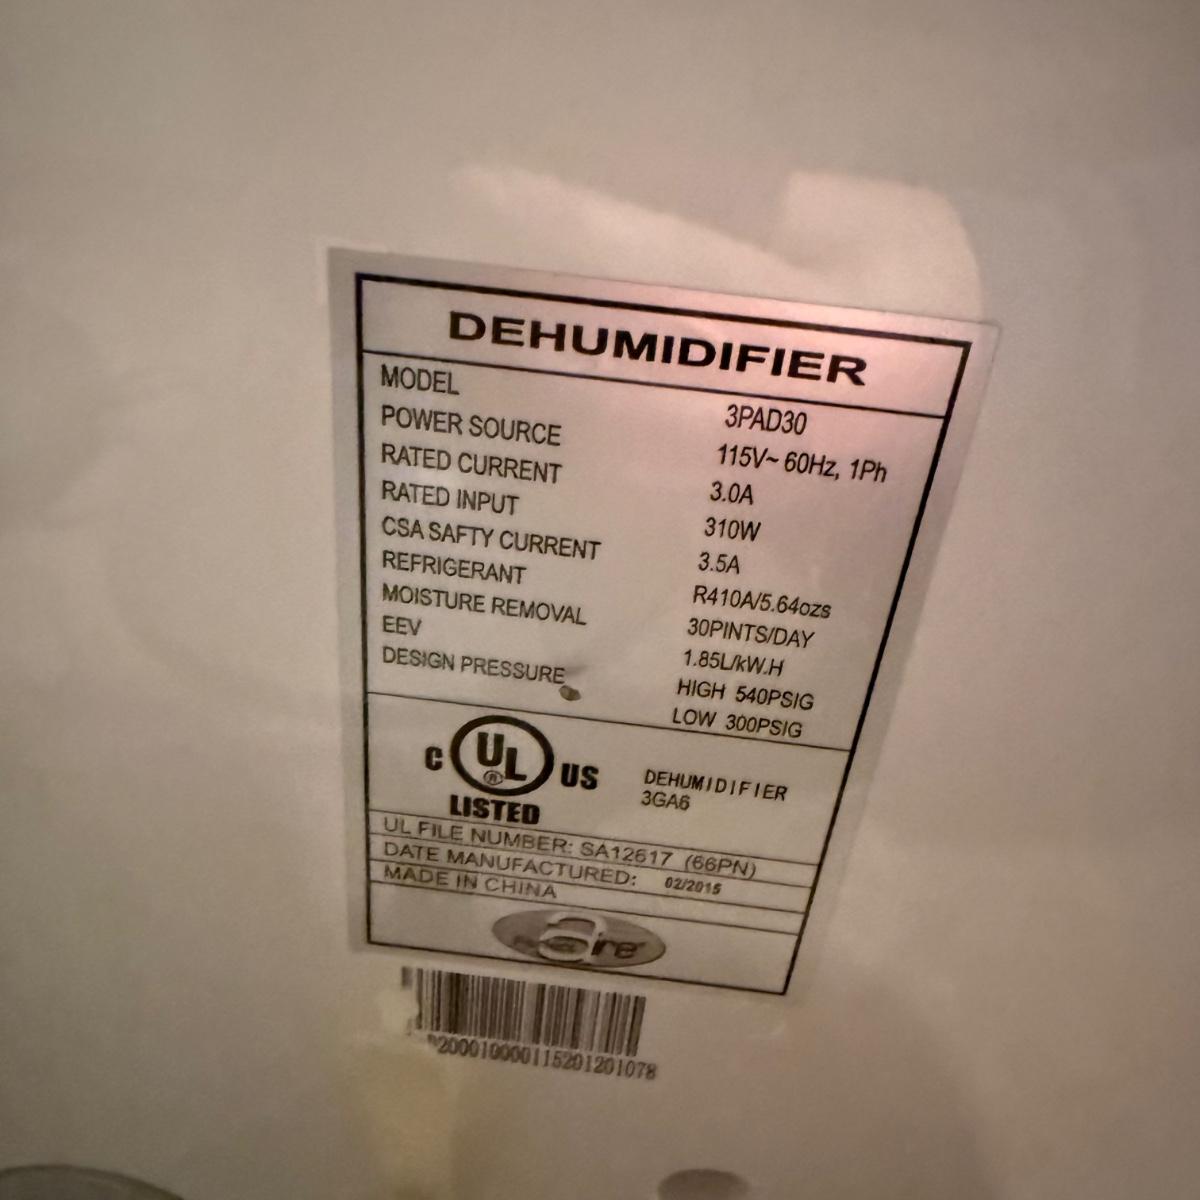 DEHUMIDIFIER
MODEL 3PAD30
POWER SOURCE 115V~ 60Hz, 1Ph
RATED CURRENT 3.0A
RATED INPUT 310W
CSA SAFTY CURRENT 3.5A
REFRIGERANT R410A/5.64ozs
MOISTURE REMOVAL 30PINTS/DAY
EEV 1.85L/kW.H
DESIGN PRESSURE HIGH 540PSIG
LOW 300PSIG
C UL ® US
LISTED
DEHUMIDIFIER
3GA6
UL FILE NUMBER: SA12617 (66PN)
DATE MANUFACTURED: 02/2015
MADE IN CHINA